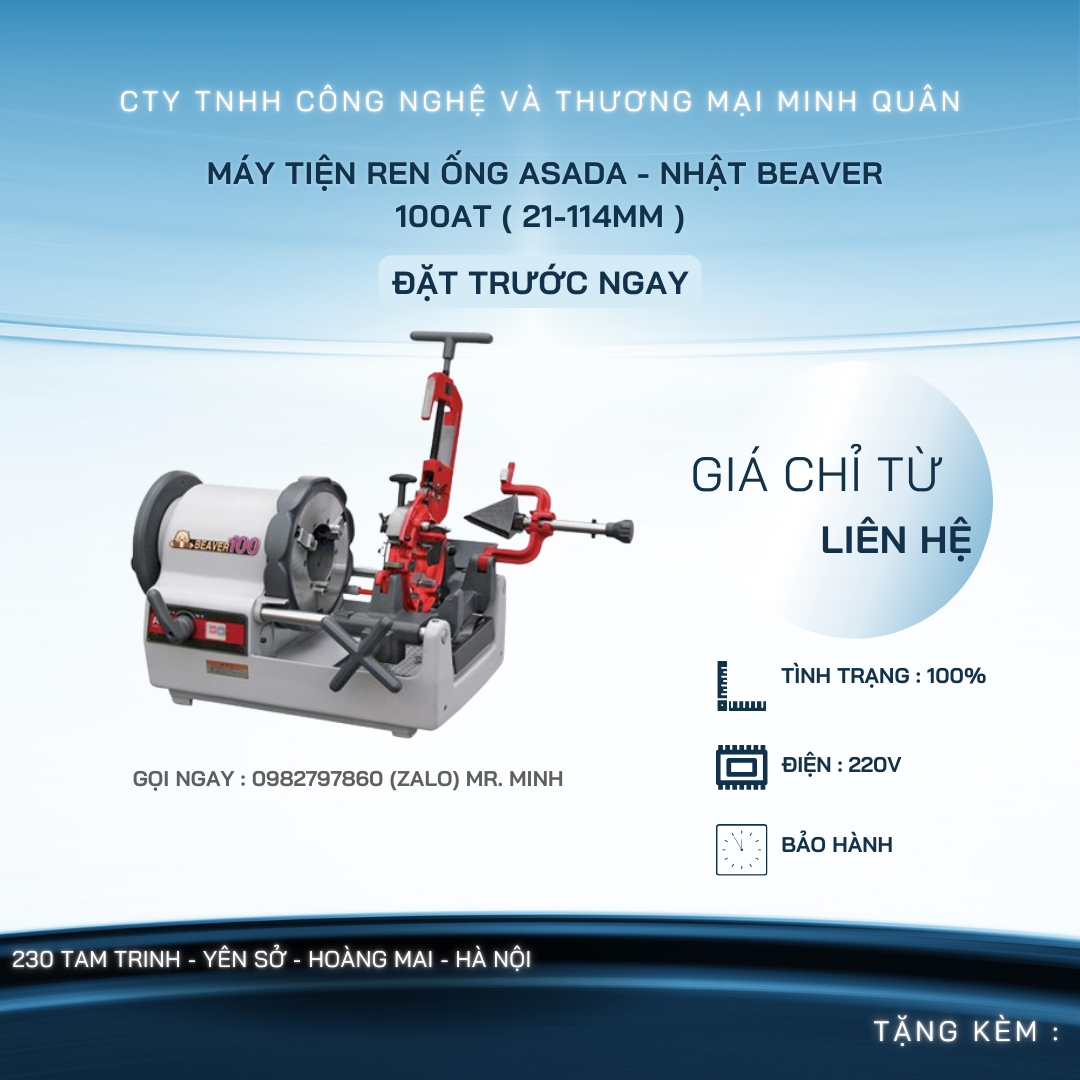 CTY TNHH CÔNG NGHỆ VÀ THƯƠNG MẠI MINH QUÂN
MÁY TIỆN REN ỐNG ASADA - NHẬT BEAVER
100AT ( 21-114MM )
ĐẶT TRƯỚC NGAY
GIÁ CHỈ TỪ
LIÊN HỆ
BEAVER100
TÌNH TRẠNG : 100%
ĐIỆN : 220V
GỌI NGAY : 0982797860 (ZALO) MR. MINH
BẢO HÀNH
230 TAM TRINH - YÊN SỞ - HOÀNG MAI - HÀ NỘI
TẶNG KÈM :